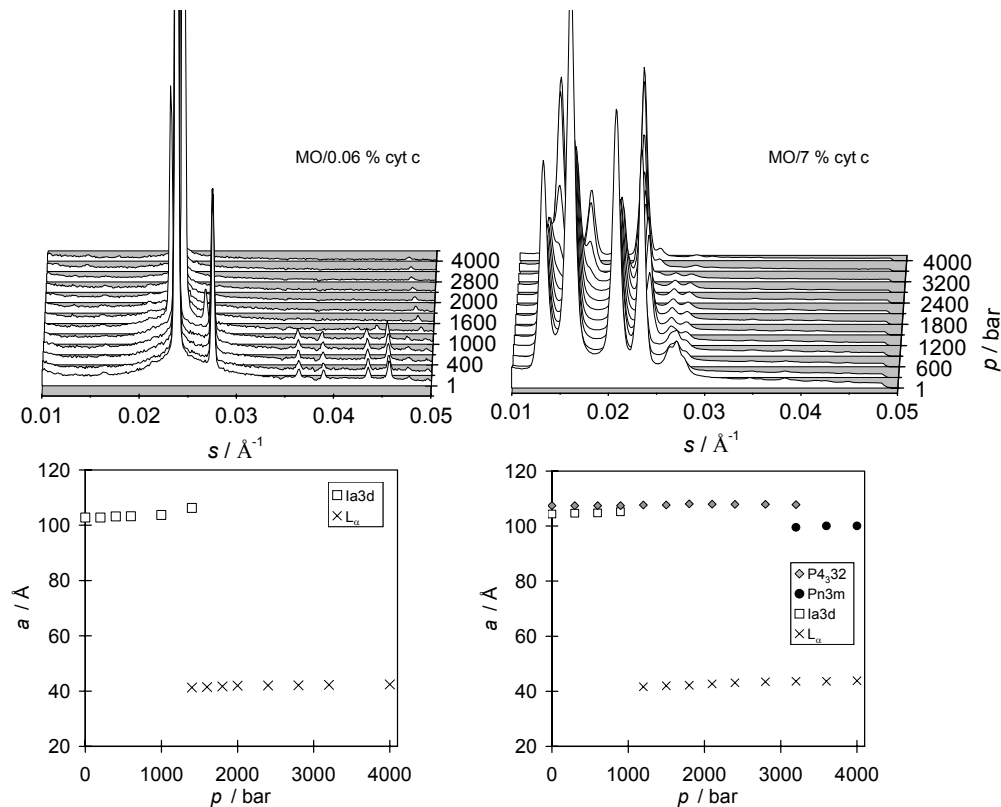 MO/0.06 % cyt c
4000
2800
2000
1600
1000
400
1
0.01 0.02 0.03 0.04 0.05
s / Å⁻¹
MO/7 % cyt c
4000
3200
2400
1800
1200
600
1
p / bar
0.01 0.02 0.03 0.04 0.05
s / Å⁻¹
120
100
80
60
40
20
a / Å
Ia3d
Lα
0 1000 2000 3000 4000
p / bar
120
100
80
60
40
20
a / Å
P4₃32
Pn3m
Ia3d
Lα
0 1000 2000 3000 4000
p / bar